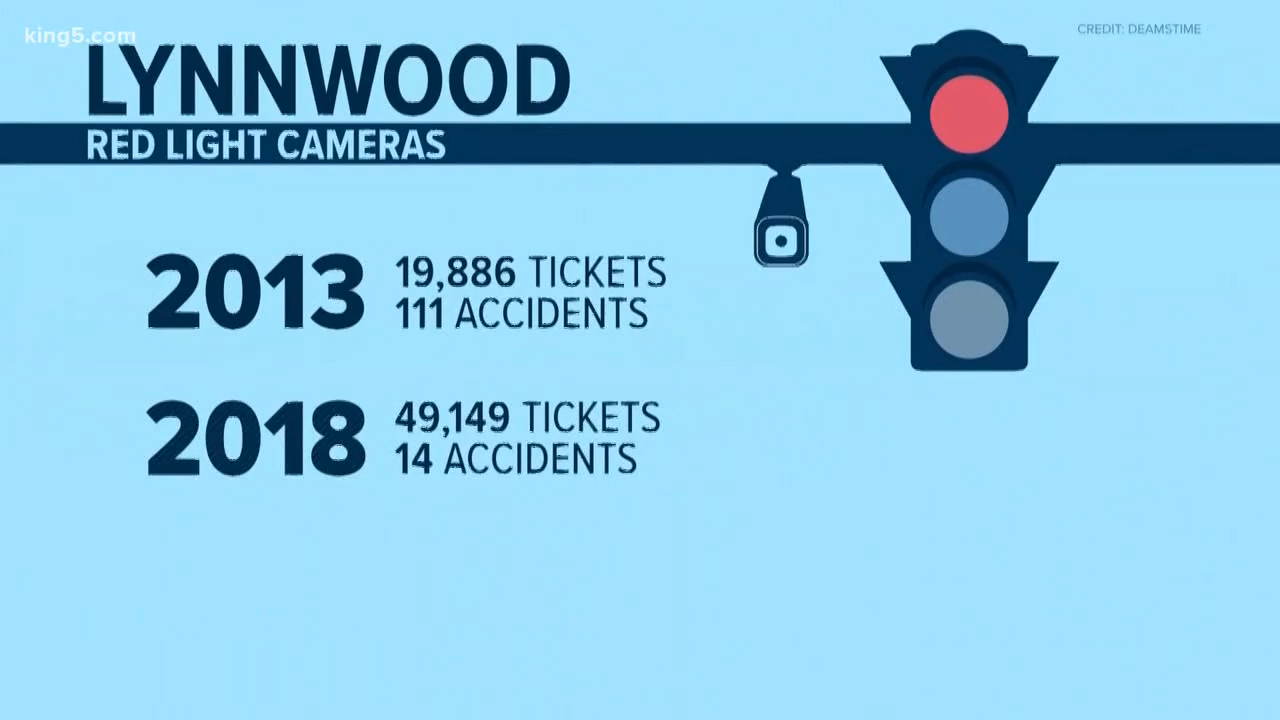 king5.com
CREDIT: DEAMSTIME
LYNNWOOD
RED LIGHT CAMERAS
2013
19,886 TICKETS
111 ACCIDENTS
2018
49,149 TICKETS
14 ACCIDENTS